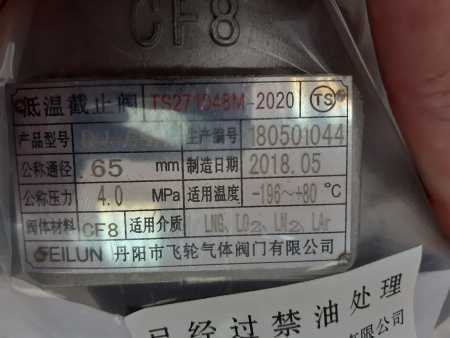 CF8
低温截止阀 TS271048M-2020 TS
产品型号 生产编号 180501044
公称通径 65 mm 制造日期 2018.05
公称压力 4.0 MPa 适用温度 -196~+80 °C
阀体材料 CF8 适用介质 LNG、LO₂、LN₂、LAr
FEILUN 丹阳市飞轮气体阀门有限公司
已经过禁油处理
有限公司